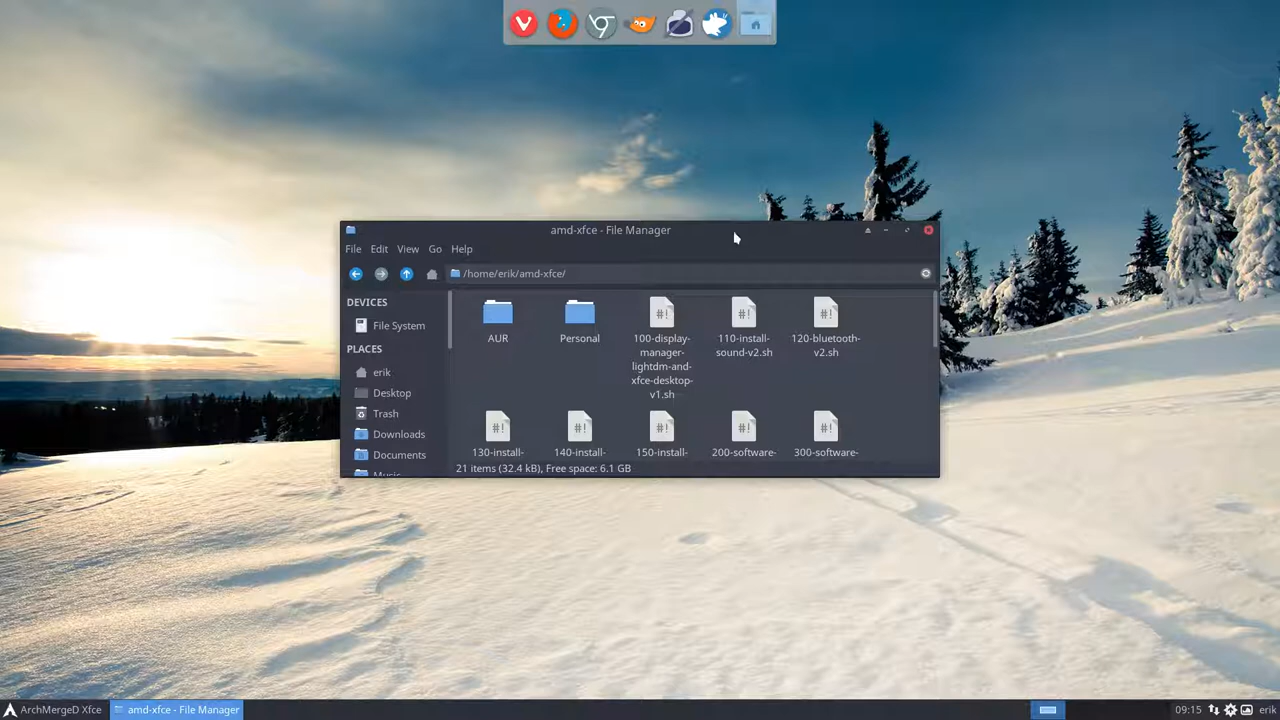 amd-xfce - File Manager
File Edit View Go Help
/home/erik/amd-xfce/
DEVICES
File System
PLACES
erik
Desktop
Trash
Downloads
Documents
Music
AUR
Personal
#!
100-display-
manager-
lightdm-and-
xfce-desktop-
v1.sh
#!
110-install-
sound-v2.sh
#!
120-bluetooth-
v2.sh
#!
130-install-
#!
140-install-
#!
150-install-
#!
200-software-
#!
300-software-
21 items (32.4 kB), Free space: 6.1 GB
ArchMergeD Xfce
amd-xfce - File Manager
09:15
erik